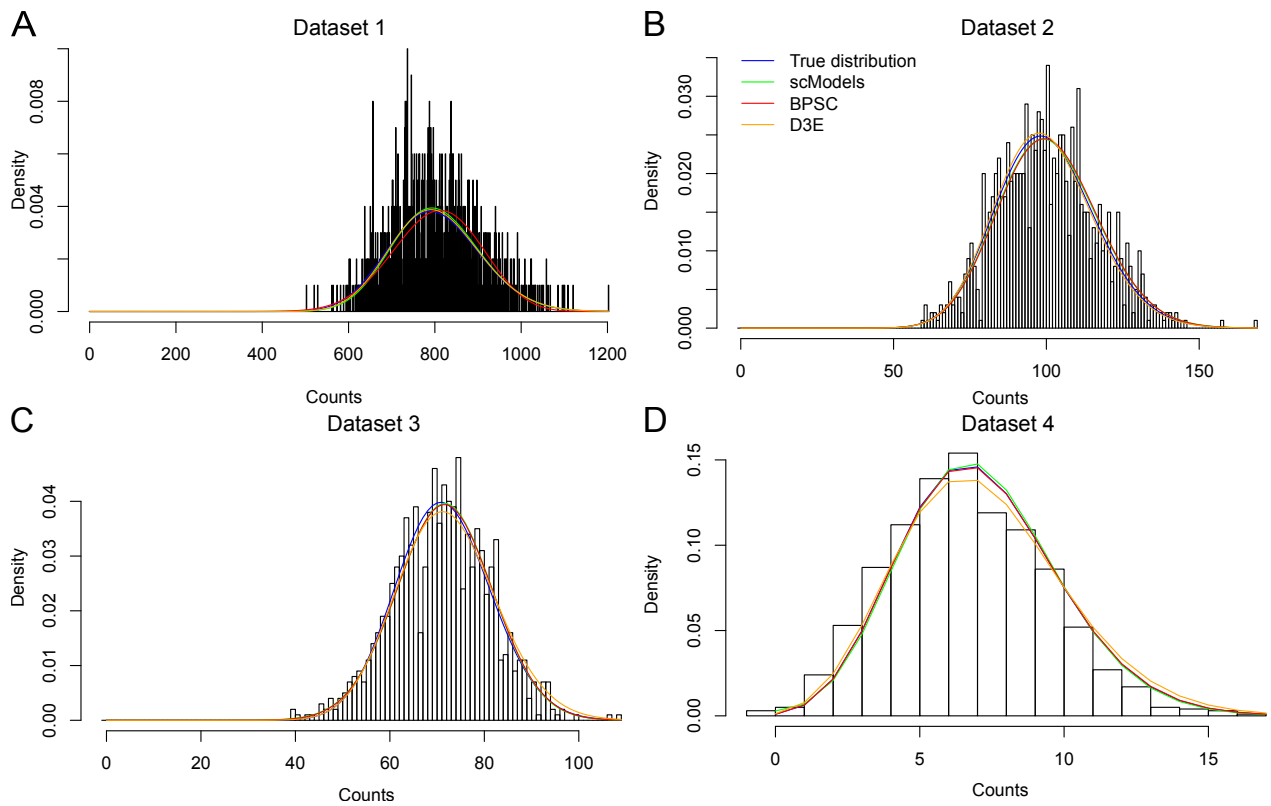 A
Dataset 1
Density
0.000
0.004
0.008
0
200
400
600
800
1000
1200
Counts
B
Dataset 2
True distribution
scModels
BPSC
D3E
Density
0.000
0.010
0.020
0.030
0
50
100
150
Counts
C
Dataset 3
Density
0.00
0.01
0.02
0.03
0.04
0
20
40
60
80
100
Counts
D
Dataset 4
Density
0.00
0.05
0.10
0.15
0
5
10
15
Counts